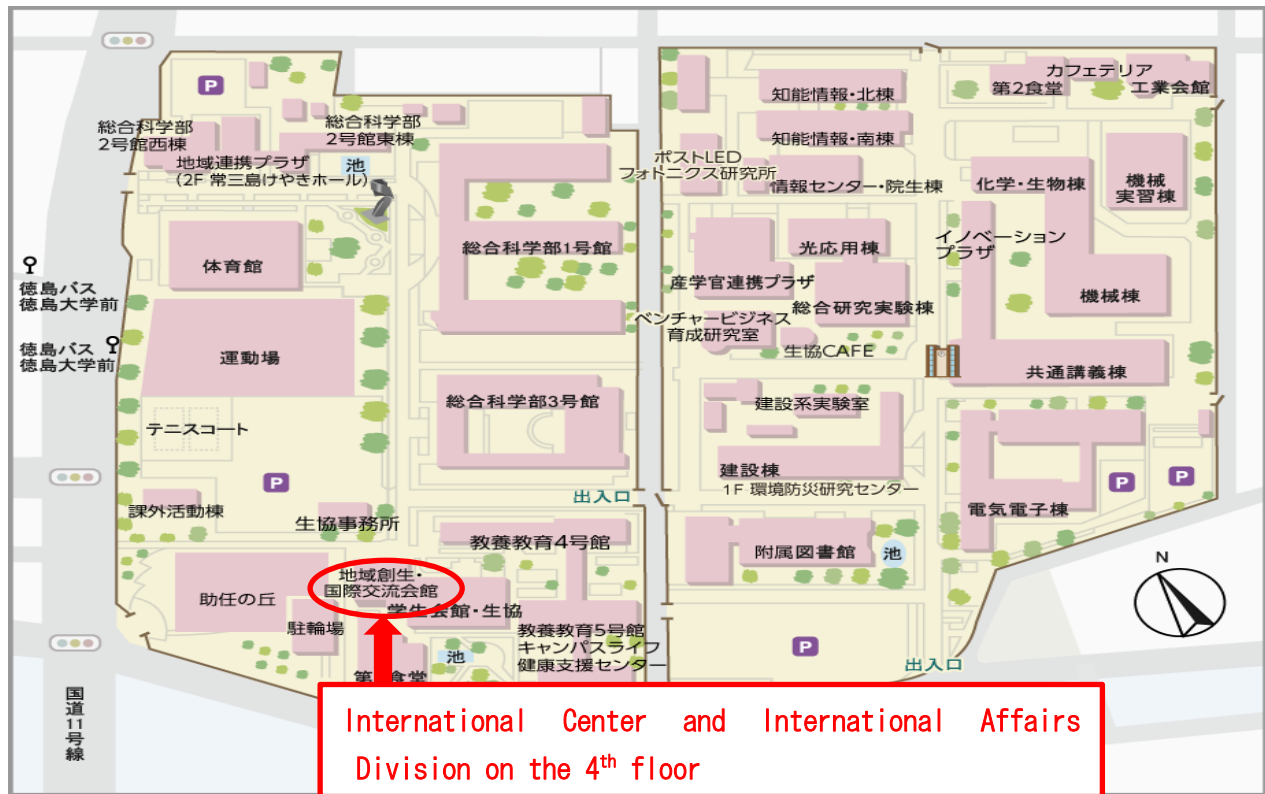 P
総合科学部
2号館西棟
総合科学部
2号館東棟
地域連携プラザ
(2F 常三島けやきホール)
池
体育館
徳島バス
徳島大学前
徳島バス
徳島大学前
運動場
テニスコート
P
課外活動棟
生協事務所
総合科学部1号館
総合科学部3号館
出入口
教養教育4号館
地域創生・
国際交流会館
学生会館・生協
助任の丘
駐輪場
池
教養教育5号館
キャンパスライフ
健康支援センター
食堂
国道11号線
知能情報・北棟
知能情報・南棟
ポストLED
フォトニクス研究所
情報センター・院生棟
カフェテリア
第2食堂
工業会館
化学・生物棟
機械
実習棟
イノベーション
プラザ
光応用棟
産学官連携プラザ
総合研究実験棟
機械棟
ベンチャービジネス
育成研究室
生協CAFE
共通講義棟
建設系実験室
建設棟
1F 環境防災研究センター
電気電子棟
P
P
附属図書館
池
N
P
出入口
International Center and International Affairs
Division on the 4th floor